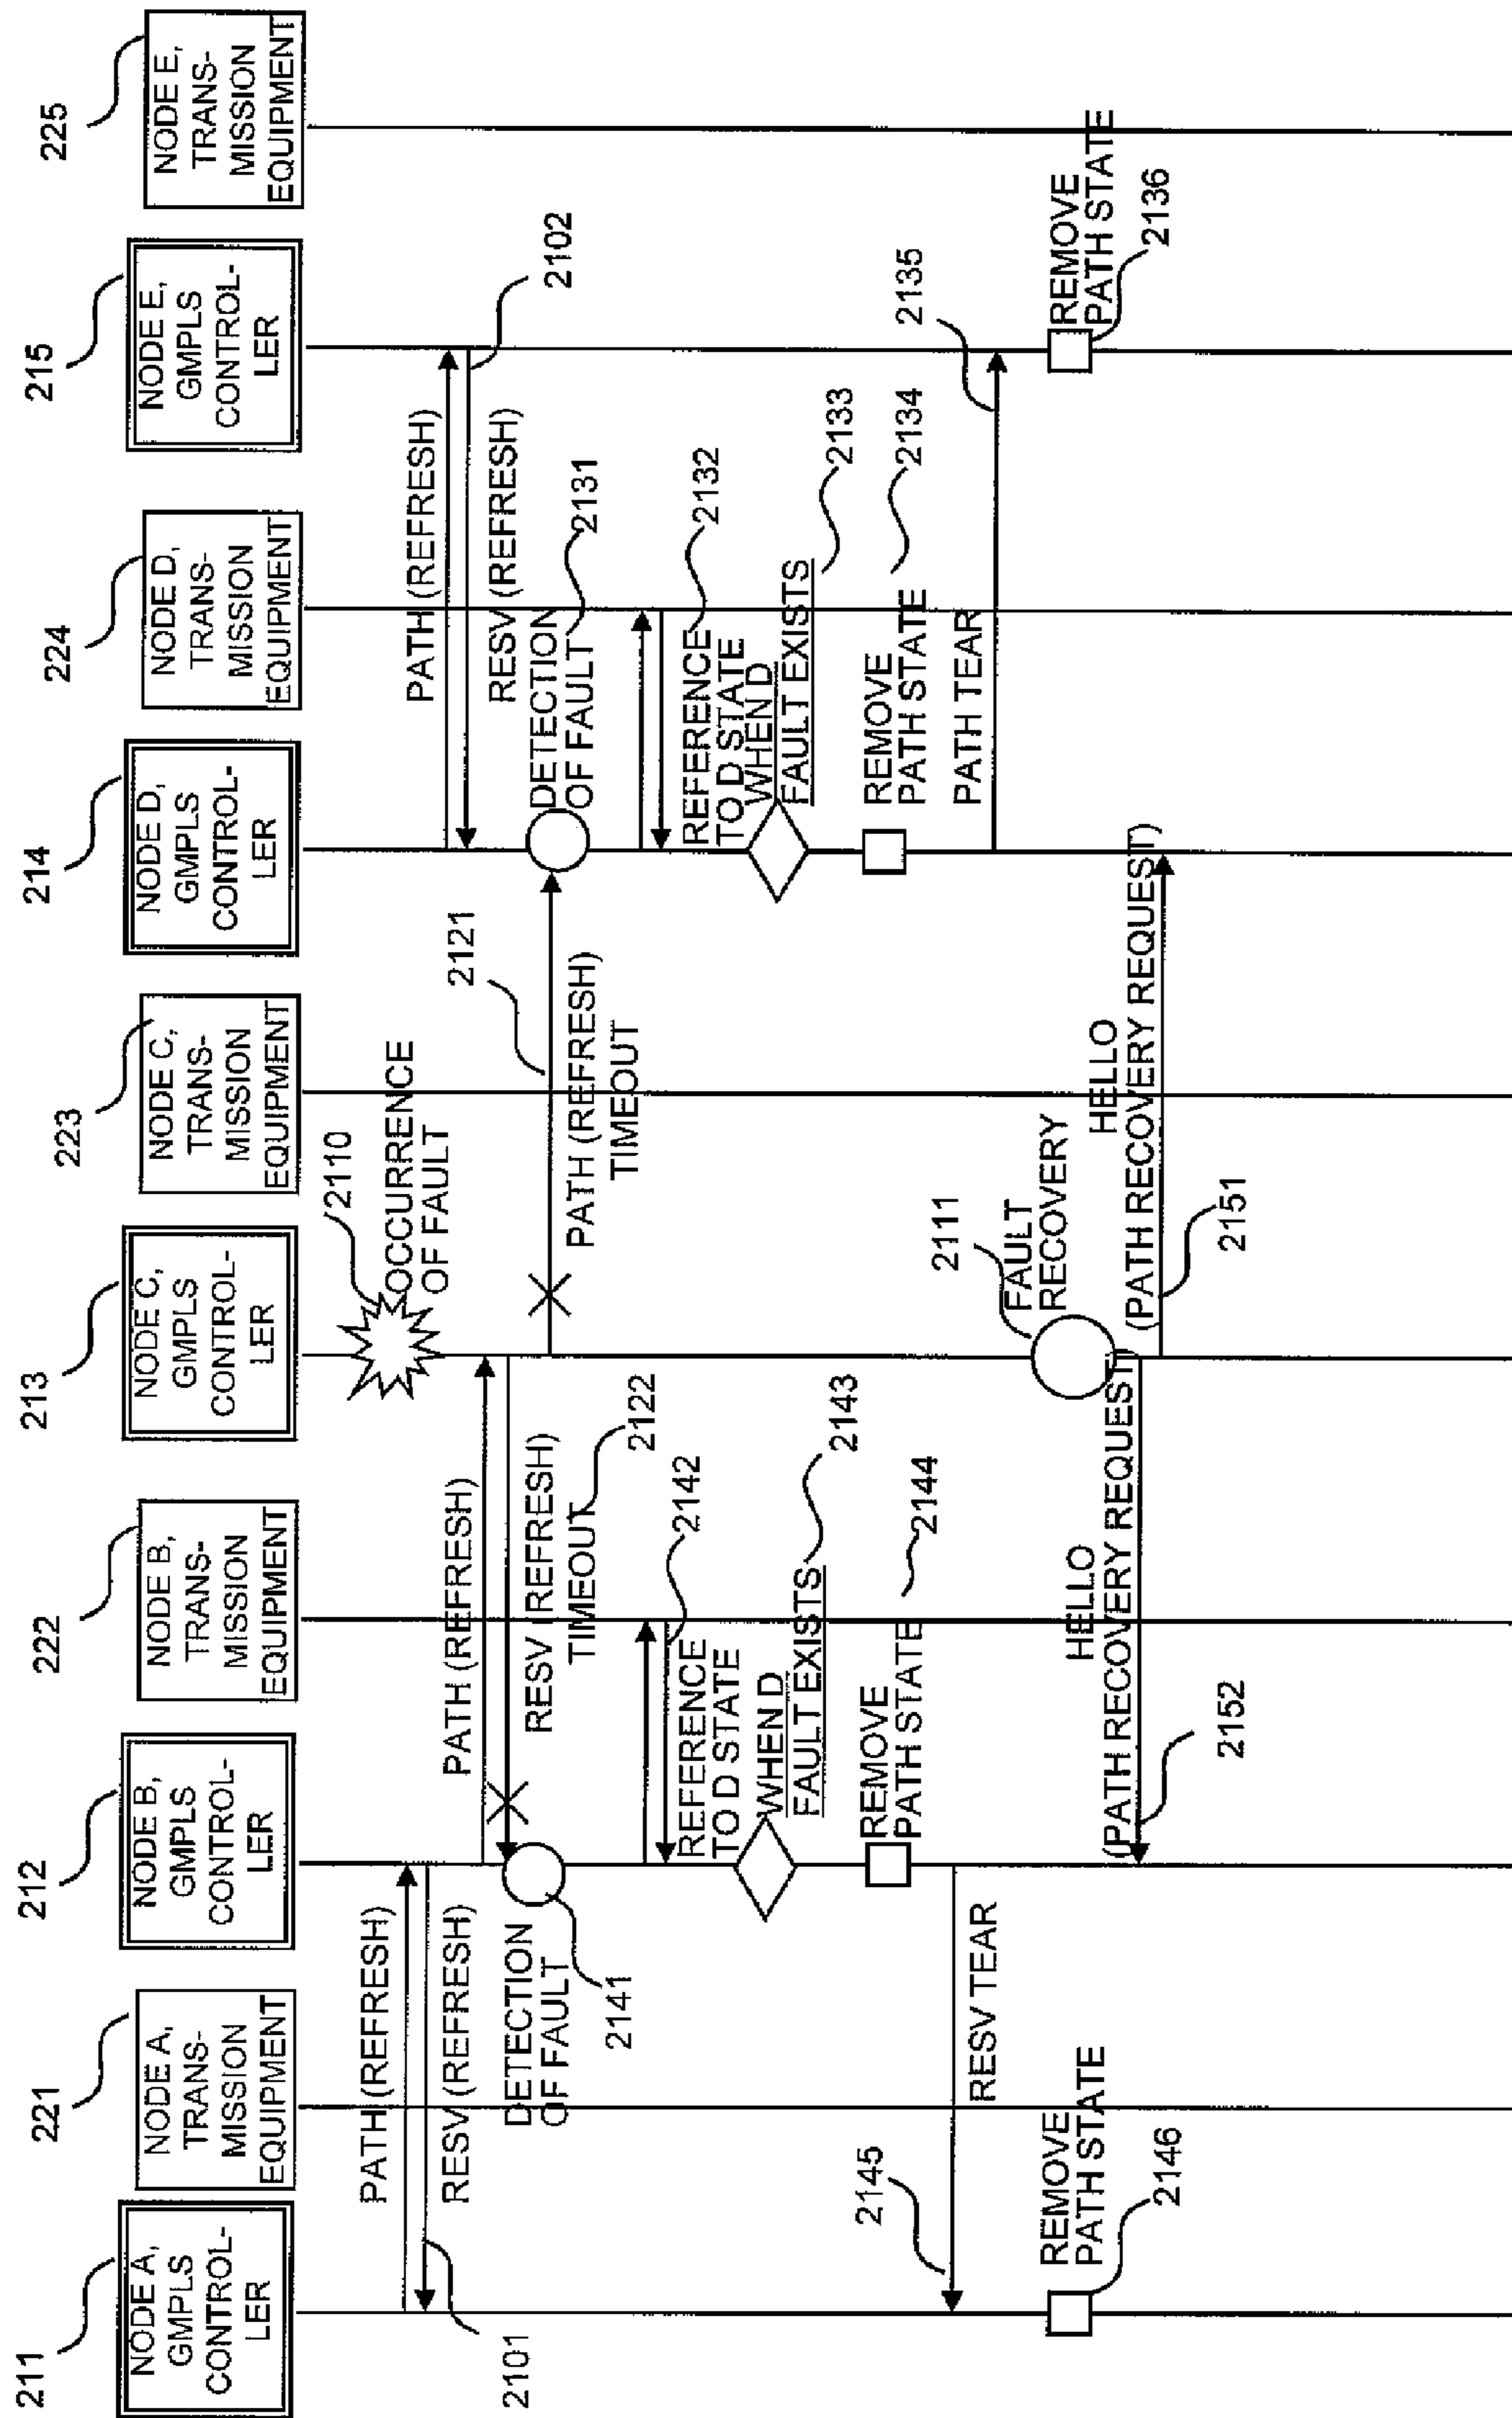 211
NODE A,
GMPLS
CONTROL-
LER
221
NODE A,
TRANS-
MISSION
EQUIPMENT
212
NODE B,
GMPLS
CONTROL-
LER
222
NODE B,
TRANS-
MISSION
EQUIPMENT
213
NODE C,
GMPLS
CONTROL-
LER
223
NODE C,
TRANS-
MISSION
EQUIPMENT
214
NODE D,
GMPLS
CONTROL-
LER
224
NODE D,
TRANS-
MISSION
EQUIPMENT
215
NODE E,
GMPLS
CONTROL-
LER
225
NODE E,
TRANS-
MISSION
EQUIPMENT
2110
OCCURRENCE
OF FAULT
PATH (REFRESH)
RESV (REFRESH)
2101
PATH (REFRESH)
RESV (REFRESH)
TIMEOUT
2122
2121
PATH (REFRESH)
TIMEOUT
PATH (REFRESH)
RESV (REFRESH)
2102
DETECTION
OF FAULT
2141
DETECTION
OF FAULT
2131
REFERENCE
TO D STATE
2142
REFERENCE
TO D STATE
2132
WHEN D
FAULT EXISTS
2143
WHEN D
FAULT EXISTS
2133
REMOVE
PATH STATE
2144
REMOVE
PATH STATE
2134
RESV TEAR
2145
PATH TEAR
2135
REMOVE
PATH STATE
2146
2111
FAULT
RECOVERY
REMOVE
PATH STATE
2136
HELLO
(PATH RECOVERY REQUEST)
2152
HELLO
(PATH RECOVERY REQUEST)
2151